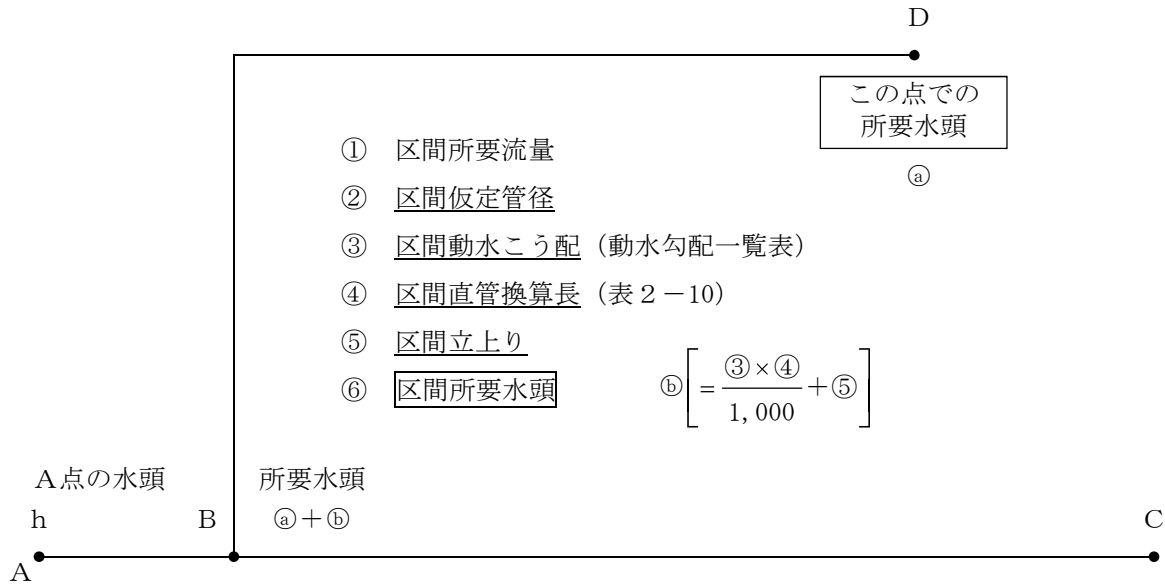 D
この点での
所要水頭
ⓐ
① 区間所要流量
② 区間仮定管径
③ 区間動水こう配（動水勾配一覧表）
④ 区間直管換算長（表２－10）
⑤ 区間立上り
⑥ 区間所要水頭 ⓑ[=③×④/1,000+⑤]
A点の水頭 所要水頭
h B ⓐ＋ⓑ C
A